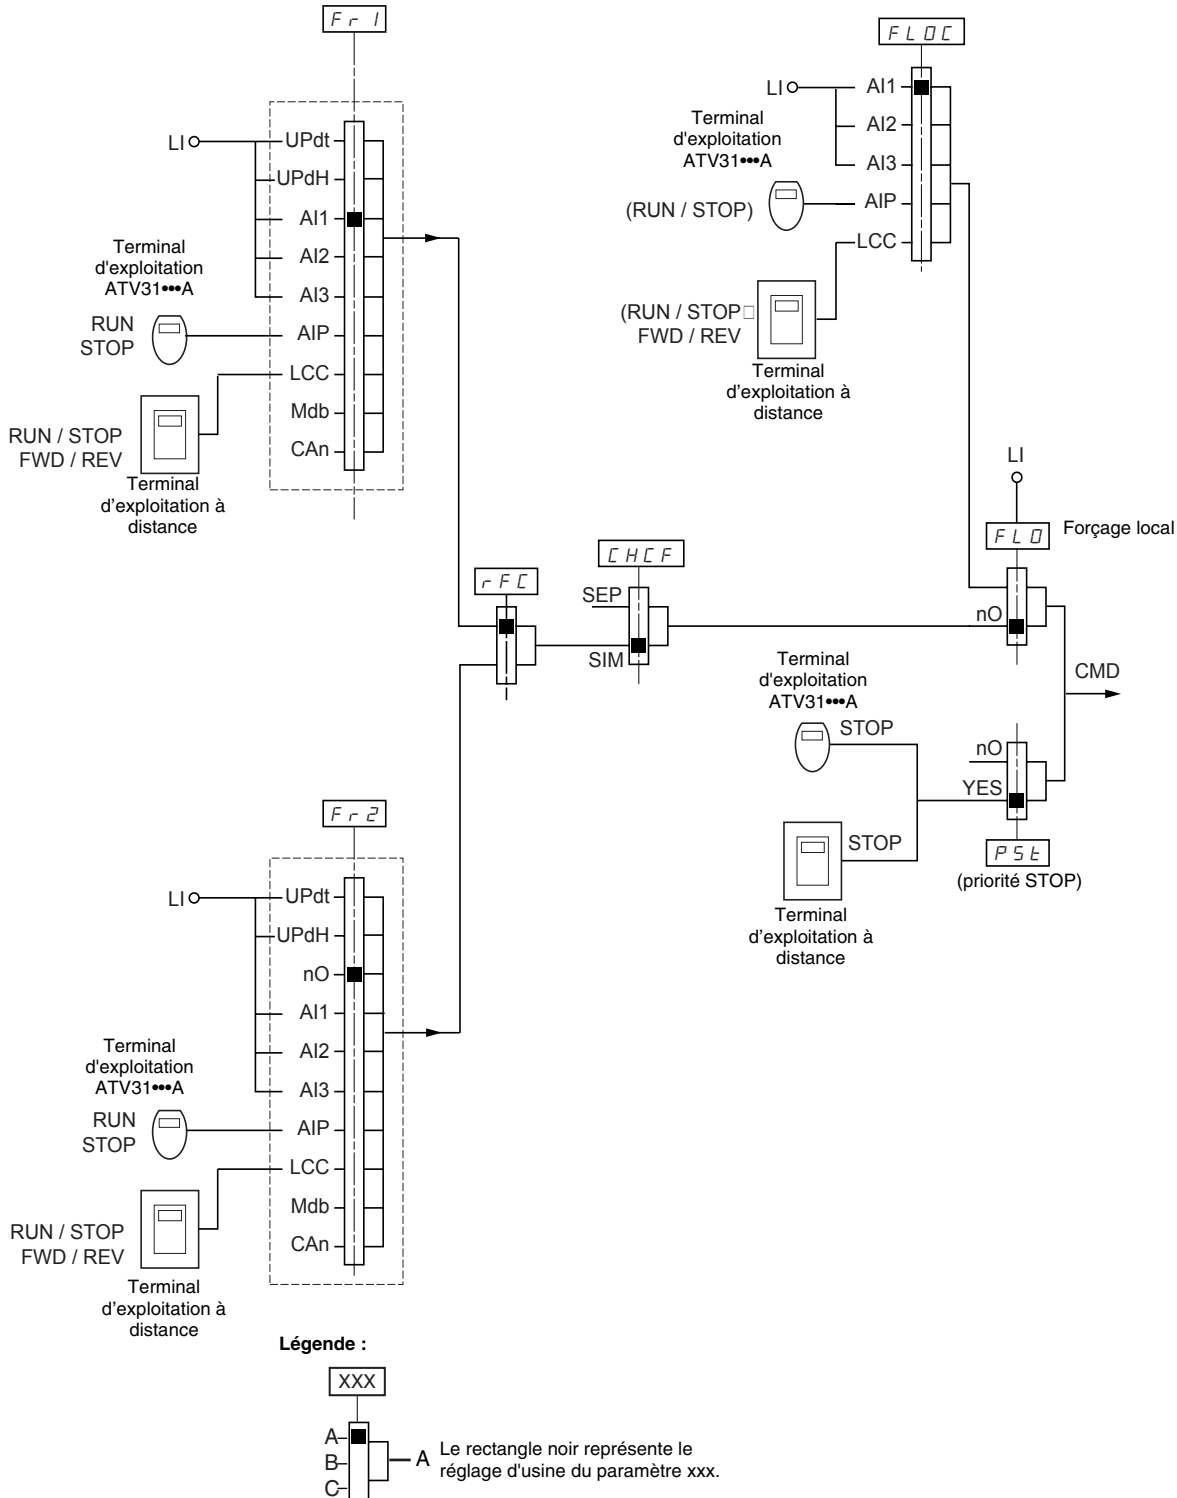 Fr1
LI
UPdt
UPdH
AI1
AI2
AI3
AIP
LCC
Mdb
CAn
Terminal
d'exploitation
ATV31•••A
RUN
STOP
RUN / STOP
FWD / REV
Terminal
d'exploitation à
distance
FLOC
LI
AI1
AI2
AI3
AIP
LCC
Terminal
d'exploitation
ATV31•••A
(RUN / STOP)
(RUN / STOP□
FWD / REV
Terminal
d'exploitation à
distance
LI
FLO
Forçage local
nO
rFC
CHCF
SEP
SIM
CMD
Terminal
d'exploitation
ATV31•••A
STOP
STOP
Terminal
d'exploitation à
distance
nO
YES
PSt
(priorité STOP)
Fr2
LI
UPdt
UPdH
nO
AI1
AI2
AI3
AIP
LCC
Mdb
CAn
Terminal
d'exploitation
ATV31•••A
RUN
STOP
RUN / STOP
FWD / REV
Terminal
d'exploitation à
distance
Légende :
XXX
A
B
C
A
Le rectangle noir représente le
réglage d'usine du paramètre xxx.